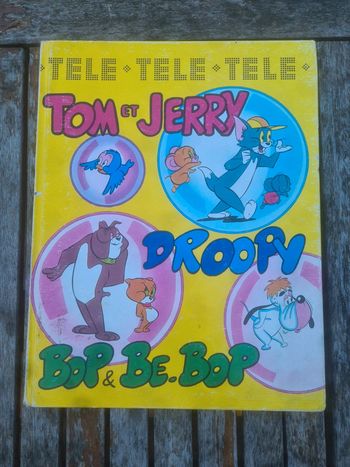 TELE TELE TELE
TOM ET JERRY
DROOPY
BOP & BE.BOP